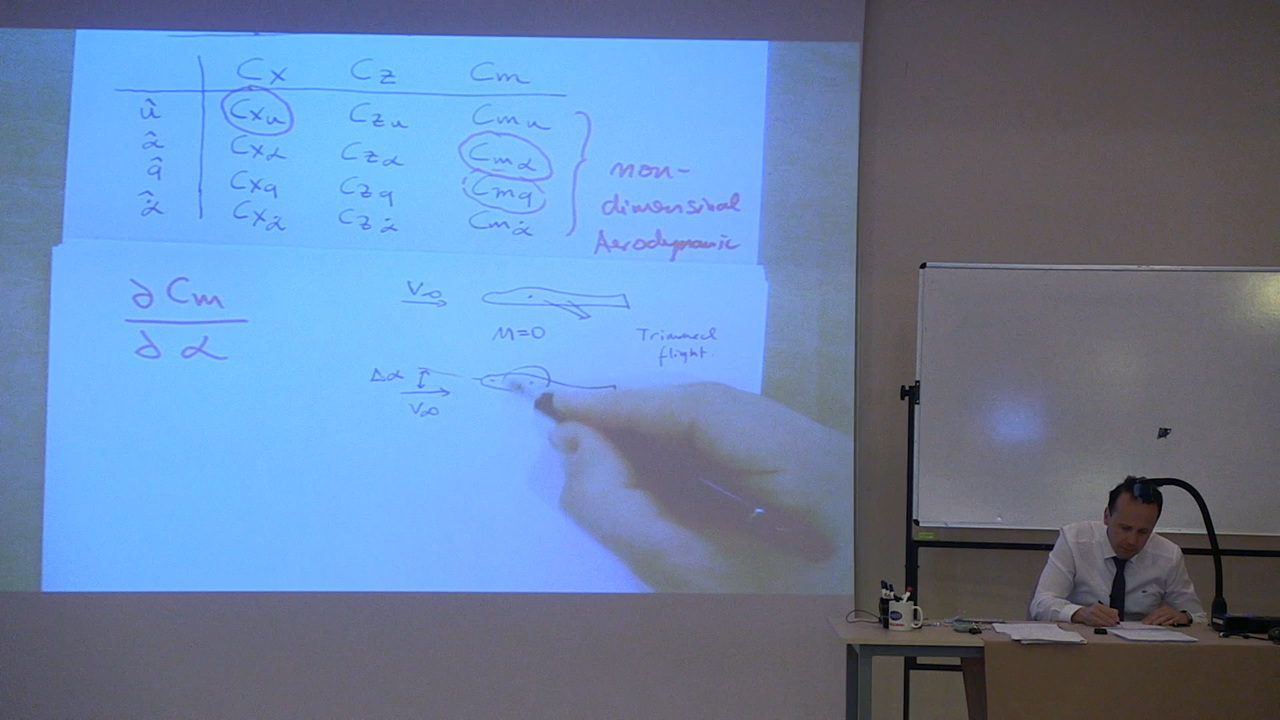 Cx Cz Cm
û Cxu Czu Cmu
α̂ Cxα Czα Cmα
q̂ Cxq Czq Cmq
α̇̂ Cxα̇ Czα̇ Cmα̇
non-
dimensional
Aerodynamic
∂Cm
∂α
V∞
M=0
Trimmed
flight.
Δα
V∞